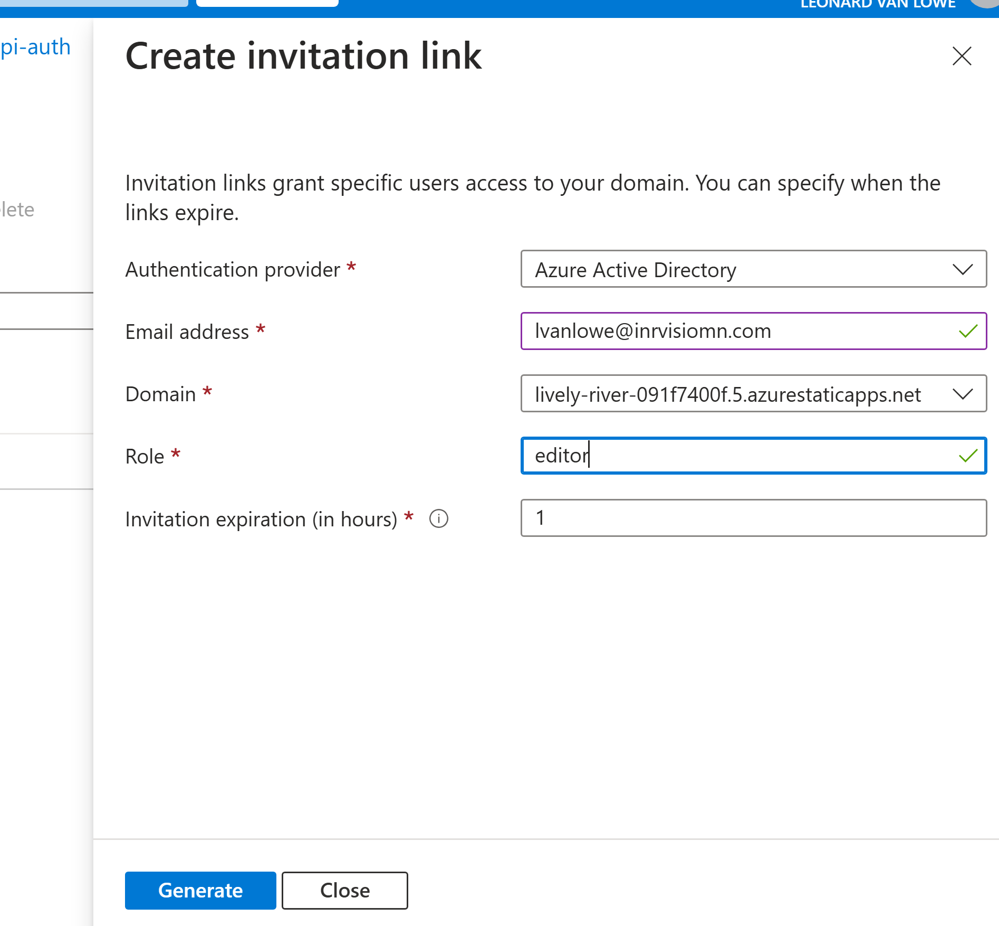 LEONARD VAN LOWE
pi-auth
Create invitation link
Invitation links grant specific users access to your domain. You can specify when the
links expire.
lete
Authentication provider *
Azure Active Directory
Email address *
lvanlowe@inrvisiomn.com
Domain *
lively-river-091f7400f.5.azurestaticapps.net
Role *
editor
Invitation expiration (in hours) *
1
Generate
Close